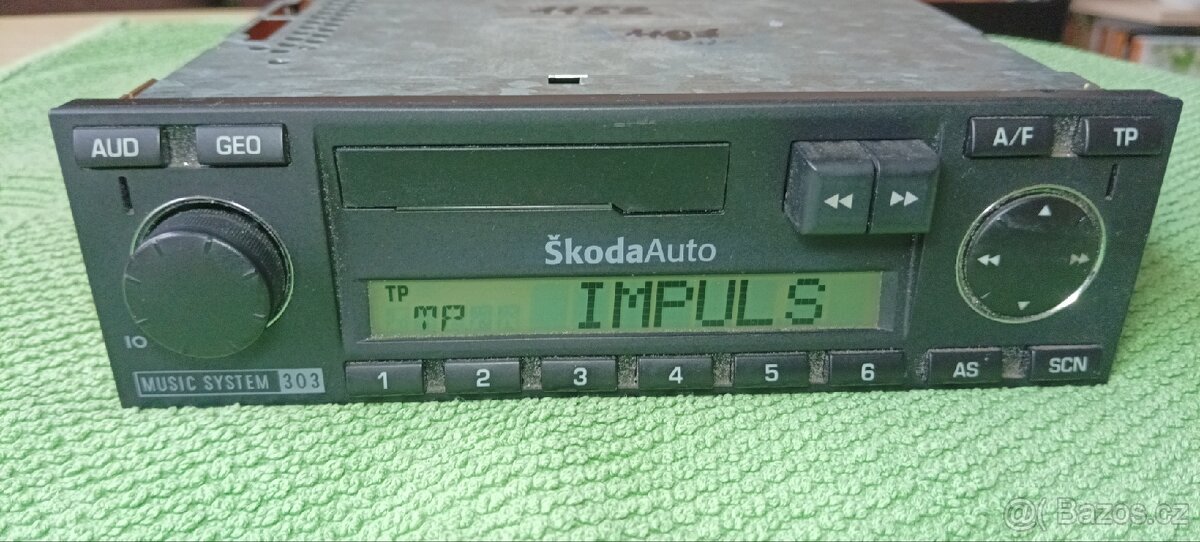 AUD GEO A/F TP
ŠkodaAuto
TP
mp IMPULS
IO
MUSIC SYSTEM 303
1 2 3 4 5 6 AS SCN
@( Bazos.cz